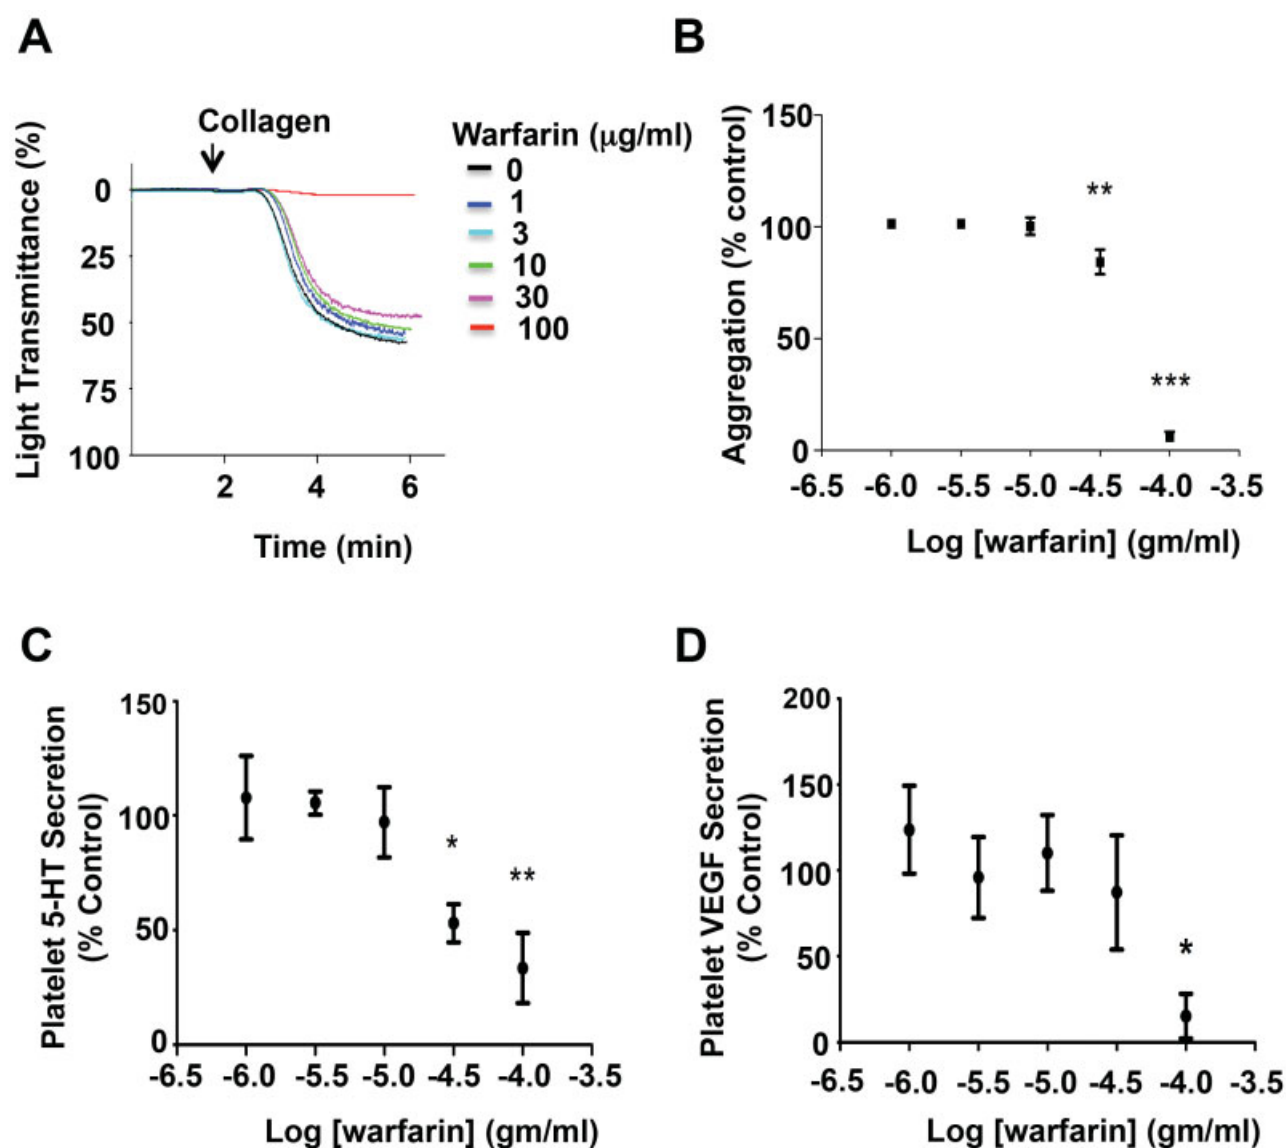 A
Collagen
Light Transmittance (%)
0
25
50
75
100
2 4 6
Time (min)
Warfarin (μg/ml)
0
1
3
10
30
100
B
Aggregation (% control)
150
100
50
0
-6.5 -6.0 -5.5 -5.0 -4.5 -4.0 -3.5
**
***
Log [warfarin] (gm/ml)
C
Platelet 5-HT Secretion
(% Control)
150
100
50
0
-6.5 -6.0 -5.5 -5.0 -4.5 -4.0 -3.5
*
**
Log [warfarin] (gm/ml)
D
Platelet VEGF Secretion
(% Control)
200
150
100
50
0
-6.5 -6.0 -5.5 -5.0 -4.5 -4.0 -3.5
*
Log [warfarin] (gm/ml)